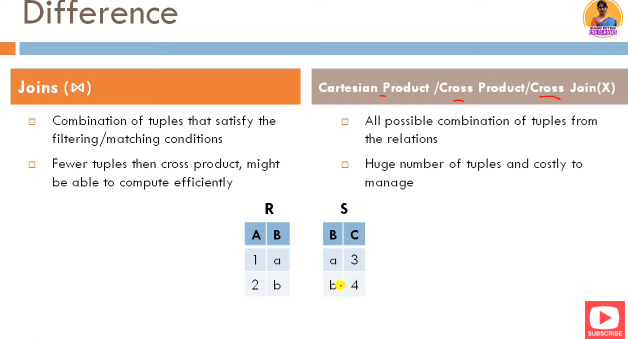 Difference
Joins (⋈)
Cartesian Product /Cross Product/Cross Join(X)
Combination of tuples that satisfy the
filtering/matching conditions
Fewer tuples then cross product, might
be able to compute efficiently
All possible combination of tuples from
the relations
Huge number of tuples and costly to
manage
R
A B
1 a
2 b
S
B C
a 3
b 4
SUBSCRIBE